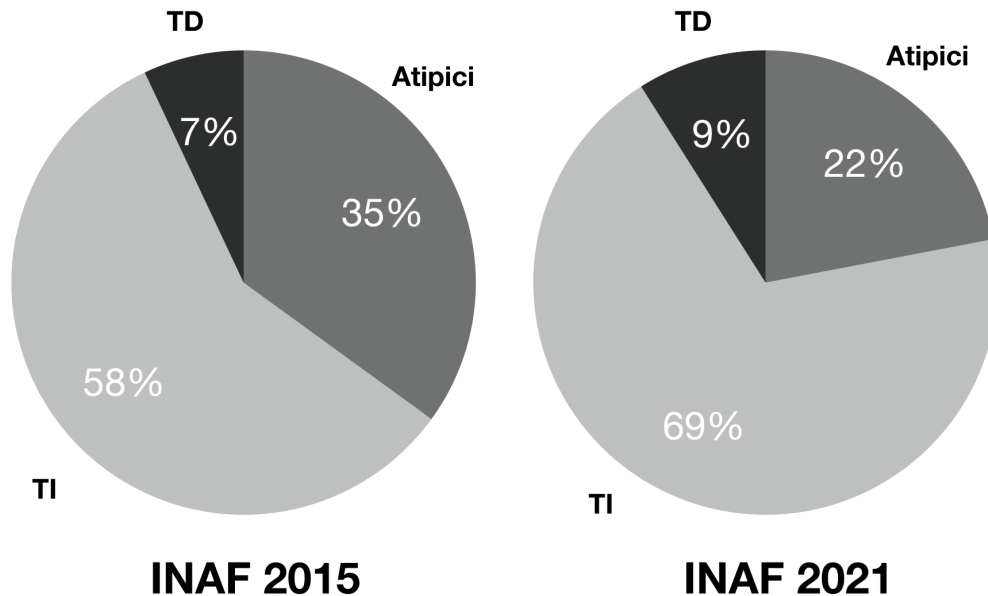 TD
Atipici
7%
35%
58%
TI
INAF 2015
TD
Atipici
9%
22%
69%
TI
INAF 2021